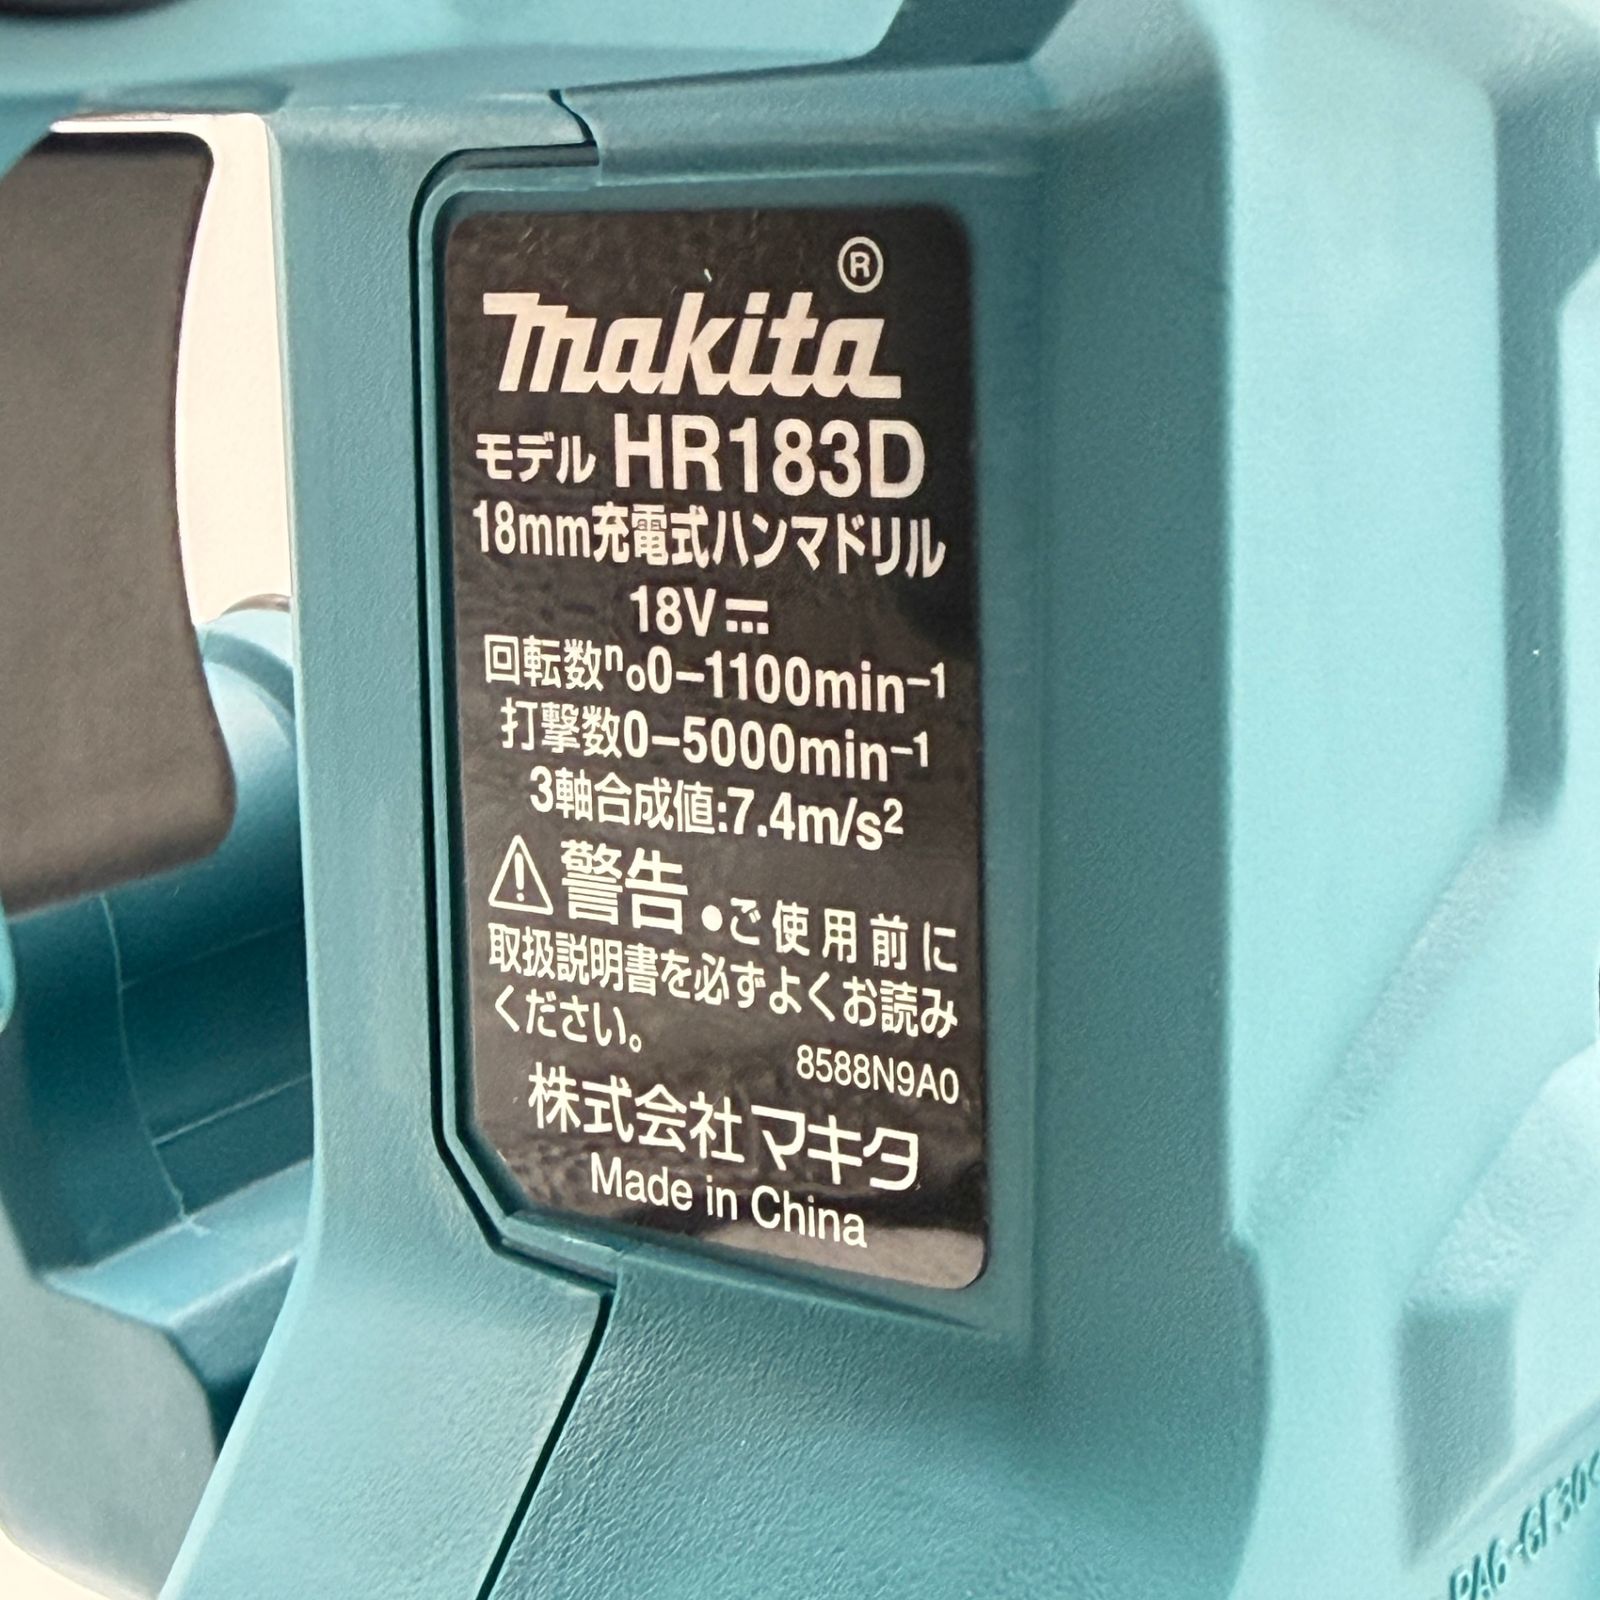 makita®
モデル HR183D
18mm充電式ハンマドリル
18V⎓
回転数n₀0-1100min⁻¹
打撃数0-5000min⁻¹
3軸合成値:7.4m/s²
⚠警告 ●ご使用前に
取扱説明書を必ずよくお読み
ください。
8588N9A0
株式会社マキタ
Made in China